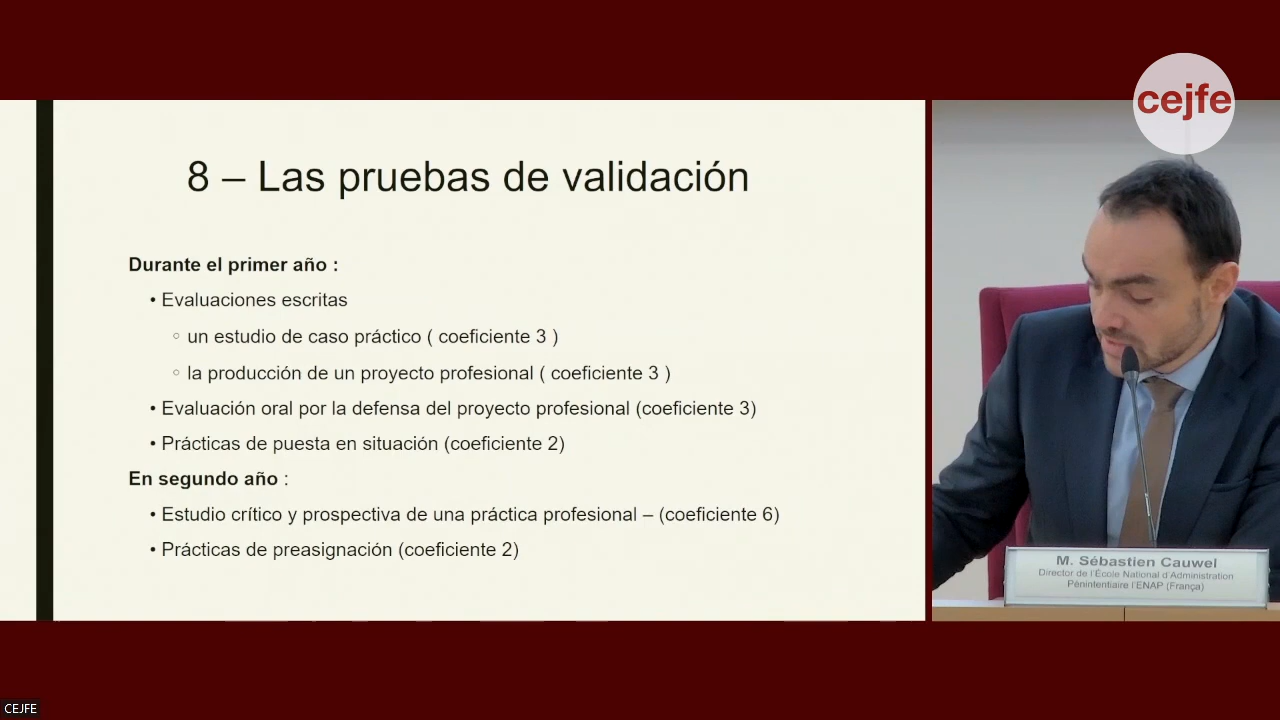 cejfe
8 – Las pruebas de validación
Durante el primer año :
• Evaluaciones escritas
◦ un estudio de caso práctico ( coeficiente 3 )
◦ la producción de un proyecto profesional ( coeficiente 3 )
• Evaluación oral por la defensa del proyecto profesional (coeficiente 3)
• Prácticas de puesta en situación (coeficiente 2)
En segundo año :
• Estudio crítico y prospectiva de una práctica profesional – (coeficiente 6)
• Prácticas de preasignación (coeficiente 2)
M. Sébastien Cauwel
Director de l'École National d'Administration
Pénintentiaire l'ENAP (França)
CEJFE